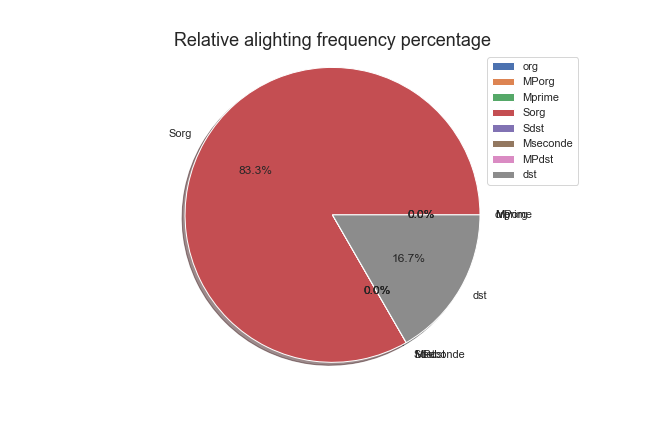 Relative alighting frequency percentage
org
MPorg
Mprime
Sorg
Sdst
Mseconde
MPdst
dst
Sorg
83.3%
0.0%
16.7%
0.0%
dst